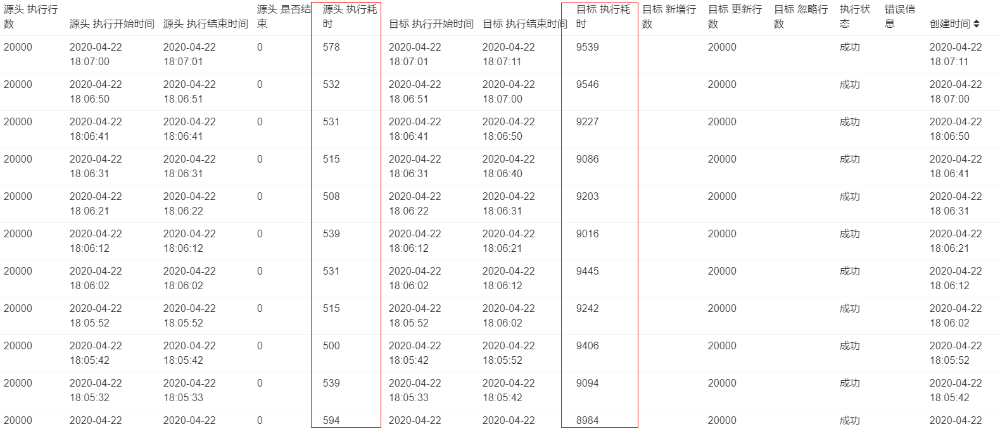 源头 执行行 源头 是否结 源头 执行耗 目标 执行耗 目标 新增行 目标 更新行 目标 忽略行 执行状 错误信
数 源头 执行开始时间 源头 执行结束时间 束 时 目标 执行开始时间 目标 执行结束时间 时 数 数 数 态 息 创建时间
20000 2020-04-22 2020-04-22 0 578 2020-04-22 2020-04-22 9539 20000 成功 2020-04-22
18:07:00 18:07:01 18:07:01 18:07:11 18:07:11
20000 2020-04-22 2020-04-22 0 532 2020-04-22 2020-04-22 9546 20000 成功 2020-04-22
18:06:50 18:06:51 18:06:51 18:07:00 18:07:00
20000 2020-04-22 2020-04-22 0 531 2020-04-22 2020-04-22 9227 20000 成功 2020-04-22
18:06:41 18:06:41 18:06:41 18:06:50 18:06:50
20000 2020-04-22 2020-04-22 0 515 2020-04-22 2020-04-22 9086 20000 成功 2020-04-22
18:06:31 18:06:31 18:06:31 18:06:40 18:06:41
20000 2020-04-22 2020-04-22 0 508 2020-04-22 2020-04-22 9203 20000 成功 2020-04-22
18:06:21 18:06:22 18:06:22 18:06:31 18:06:31
20000 2020-04-22 2020-04-22 0 539 2020-04-22 2020-04-22 9016 20000 成功 2020-04-22
18:06:12 18:06:12 18:06:12 18:06:21 18:06:21
20000 2020-04-22 2020-04-22 0 531 2020-04-22 2020-04-22 9445 20000 成功 2020-04-22
18:06:02 18:06:02 18:06:02 18:06:12 18:06:12
20000 2020-04-22 2020-04-22 0 515 2020-04-22 2020-04-22 9242 20000 成功 2020-04-22
18:05:52 18:05:52 18:05:52 18:06:02 18:06:02
20000 2020-04-22 2020-04-22 0 500 2020-04-22 2020-04-22 9406 20000 成功 2020-04-22
18:05:42 18:05:42 18:05:42 18:05:52 18:05:52
20000 2020-04-22 2020-04-22 0 539 2020-04-22 2020-04-22 9094 20000 成功 2020-04-22
18:05:32 18:05:33 18:05:33 18:05:42 18:05:42
20000 2020-04-22 2020-04-22 0 594 2020-04-22 2020-04-22 8984 20000 成功 2020-04-22